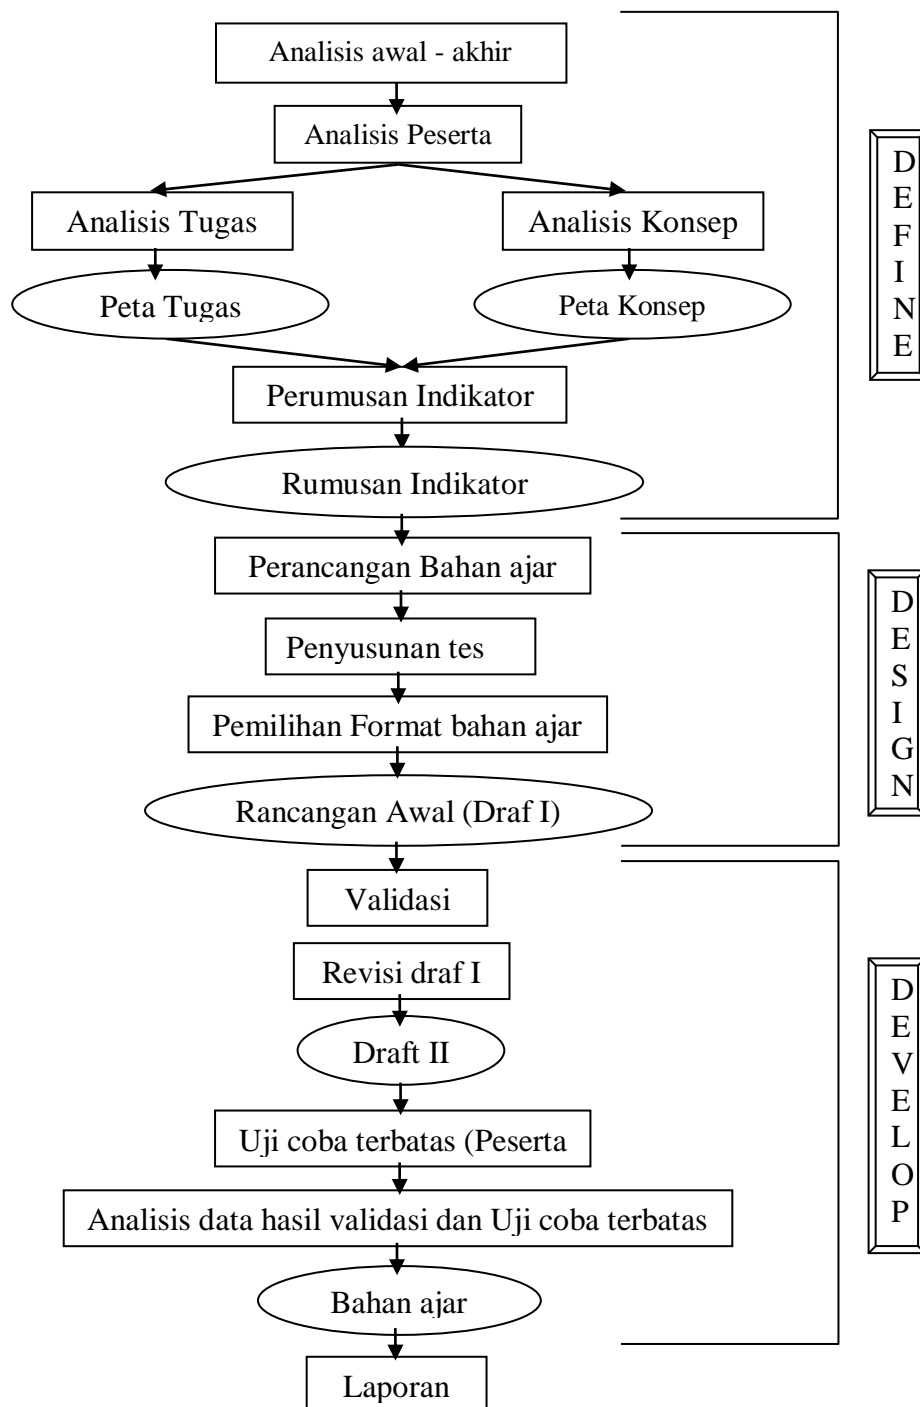 Analisis awal - akhir
Analisis Peserta
Analisis Tugas
Analisis Konsep
Peta Tugas
Peta Konsep
Perumusan Indikator
Rumusan Indikator
DEFINE
Perancangan Bahan ajar
Penyusunan tes
Pemilihan Format bahan ajar
Rancangan Awal (Draf I)
DESIGN
Validasi
Revisi draf I
Draft II
Uji coba terbatas (Peserta
Analisis data hasil validasi dan Uji coba terbatas
Bahan ajar
DEVELOP
Laporan